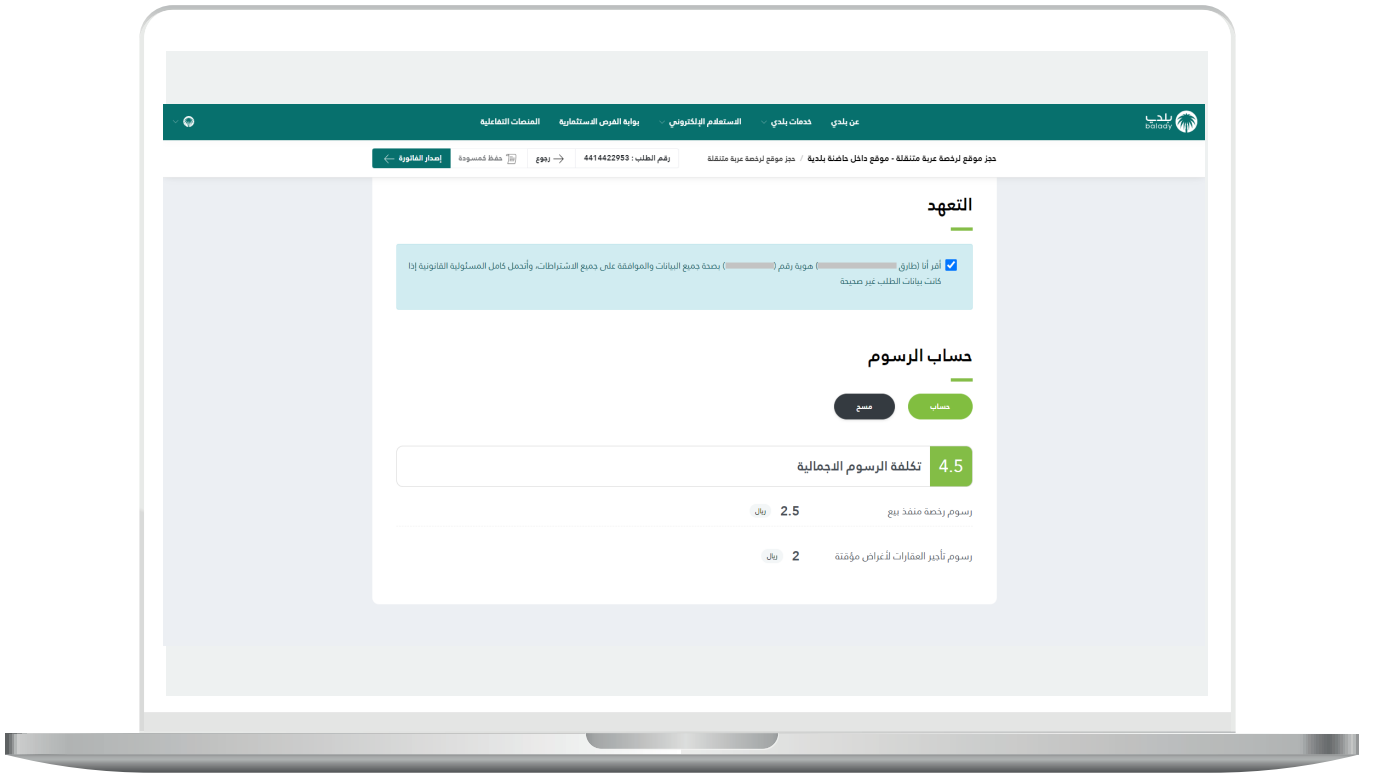 بلدي
balady
عن بلدي
خدمات بلدي
الاستعلام الإلكتروني
بوابة الفرص الاستثمارية
المنصات التفاعلية
حجز موقع لرخصة عربة متنقلة - موقع داخل حاضنة بلدية / حجز موقع لرخصة عربة متنقلة
رقم الطلب : 4414422953
رجوع
حفظ كمسودة
إصدار الفاتورة
التعهد
أقر أنا (طارق ) هوية رقم ( ) بصحة جميع البيانات والموافقة على جميع الاشتراطات، وأتحمل كامل المسئولية القانونية إذا
كانت بيانات الطلب غير صحيحة
حساب الرسوم
حساب
مسح
4.5 تكلفة الرسوم الاجمالية
رسوم رخصة منفذ بيع 2.5 ريال
رسوم تأجير العقارات لأغراض مؤقتة 2 ريال